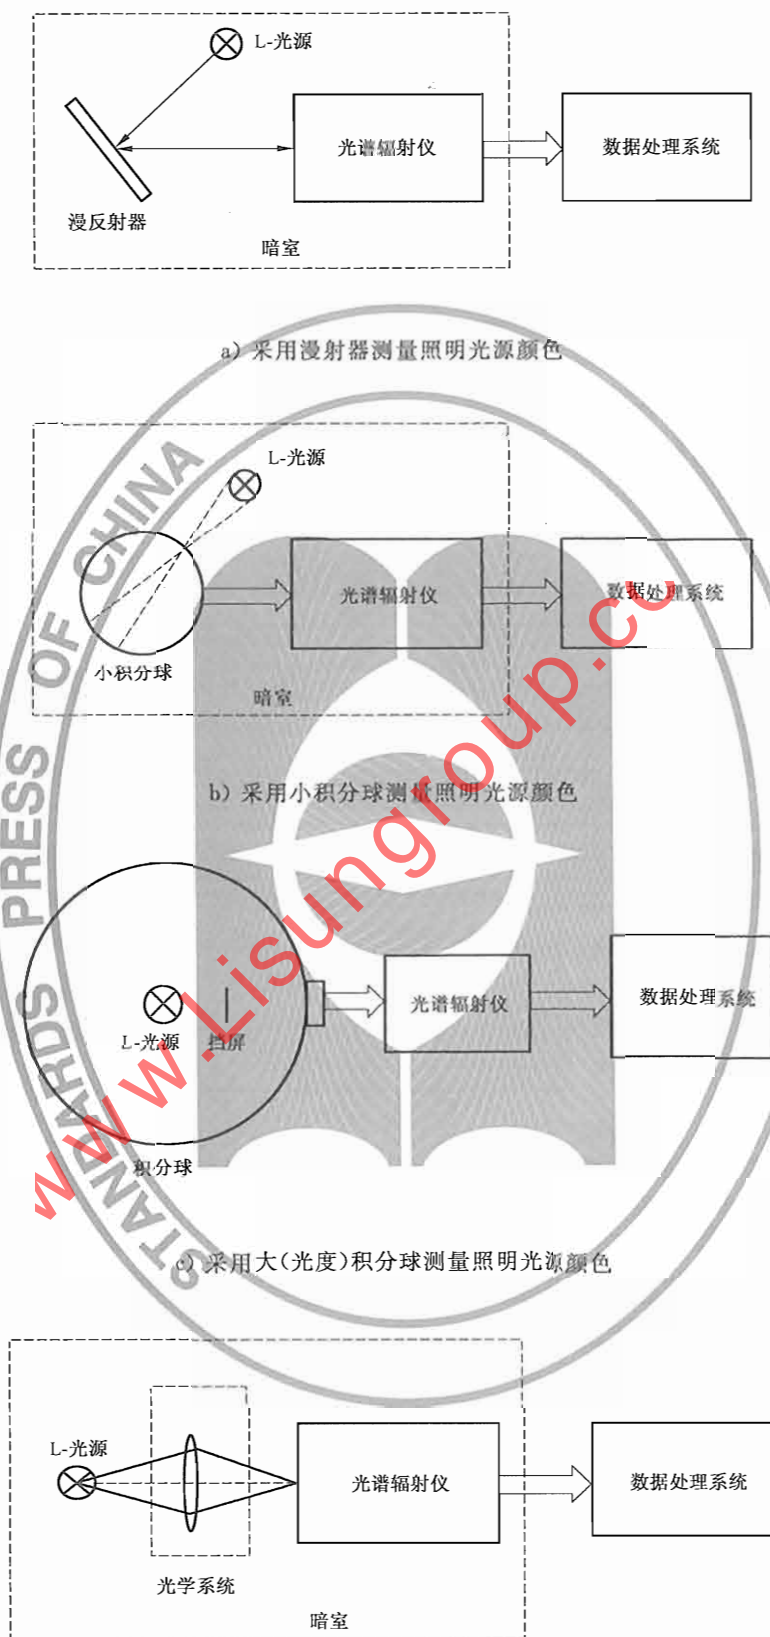 L-光源
光谱辐射仪
数据处理系统
漫反射器
暗室
a) 采用漫射器测量照明光源颜色
L-光源
光谱辐射仪
数据处理系统
小积分球
暗室
b) 采用小积分球测量照明光源颜色
L-光源
挡屏
光谱辐射仪
数据处理系统
积分球
c) 采用大(光度)积分球测量照明光源颜色
L-光源
光谱辐射仪
数据处理系统
光学系统
暗室
STANDARDS PRESS OF CHINA
www.Lisungroup.cc